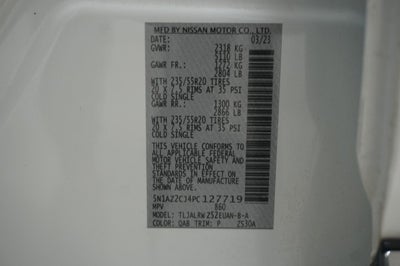 MFD BY NISSAN MOTOR CO., LTD.
DATE: 03/23
GVWR: 2318 KG
5110 LB
GAWR FR.: 1272 KG
2804 LB
WITH 235/55R20 TIRES
20 X 7.5 RIMS AT 35 PSI
COLD SINGLE
GAWR RR.: 1300 KG
2866 LB
WITH 235/55R20 TIRES
20 X 7.5 RIMS AT 35 PSI
COLD SINGLE
THIS VEHICLE CONFORMS TO
ALL APPLICABLE FEDERAL
MOTOR VEHICLE SAFETY
AND THEFT PREVENTION
STANDARDS IN EFFECT ON
THE DATE OF MANUFACTURE
SHOWN ABOVE
5N1AZ2CJ4PC127719
MPV 860
MODEL: TLJALRWZ52EUAN-B-A
COLOR: QAB TRIM: P Z530A